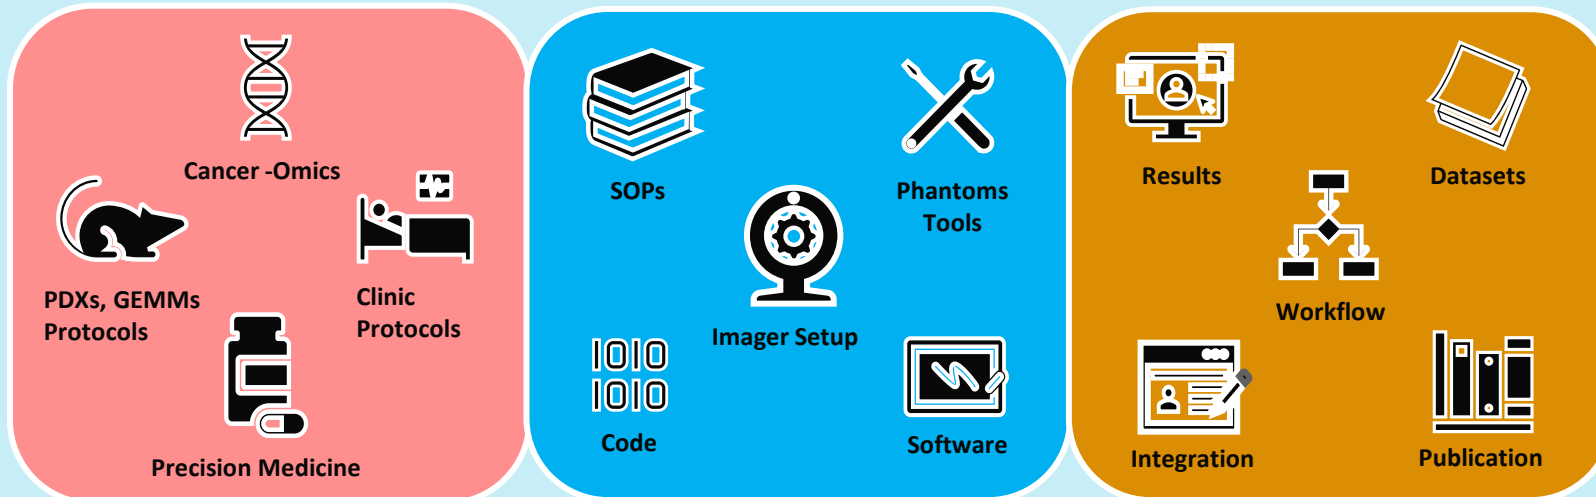 Cancer -Omics
PDXs, GEMMs
Protocols
Clinic
Protocols
Precision Medicine
SOPs
Phantoms
Tools
Imager Setup
1010
1010
Code
Software
Results
Datasets
Workflow
Integration
Publication